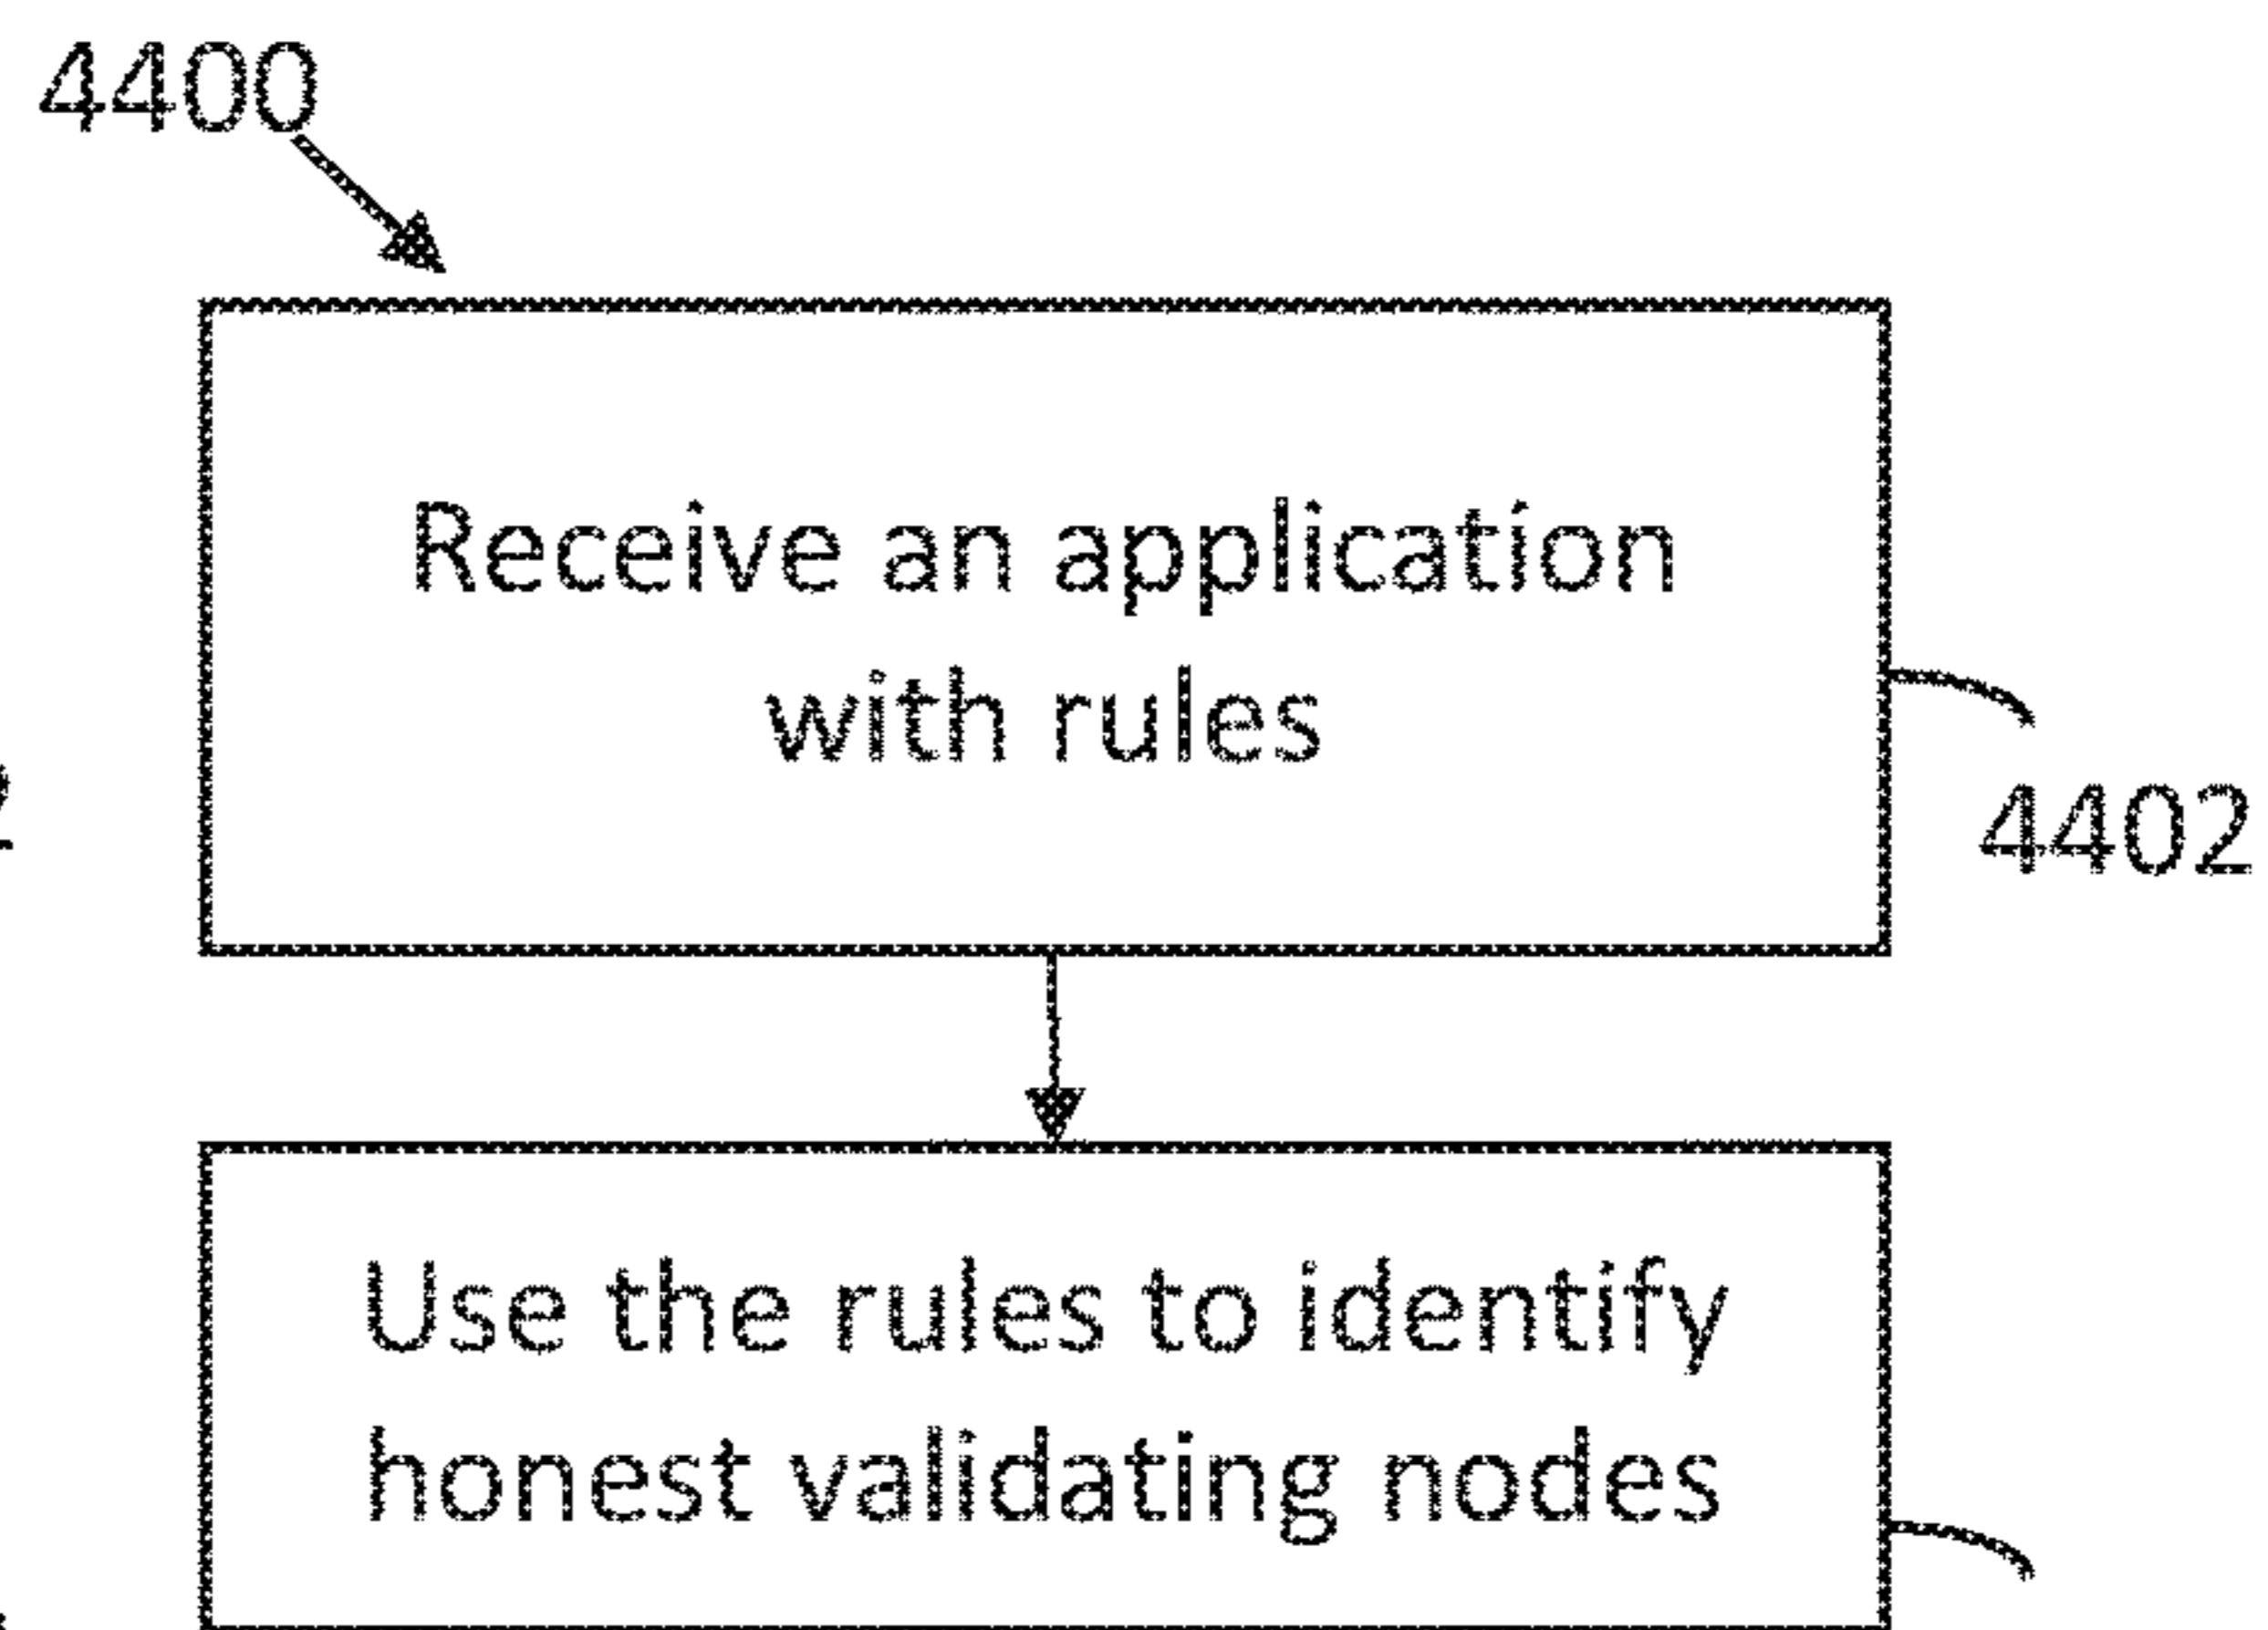 4400
Receive an application
with rules
4402
Use the rules to identify
honest validating nodes